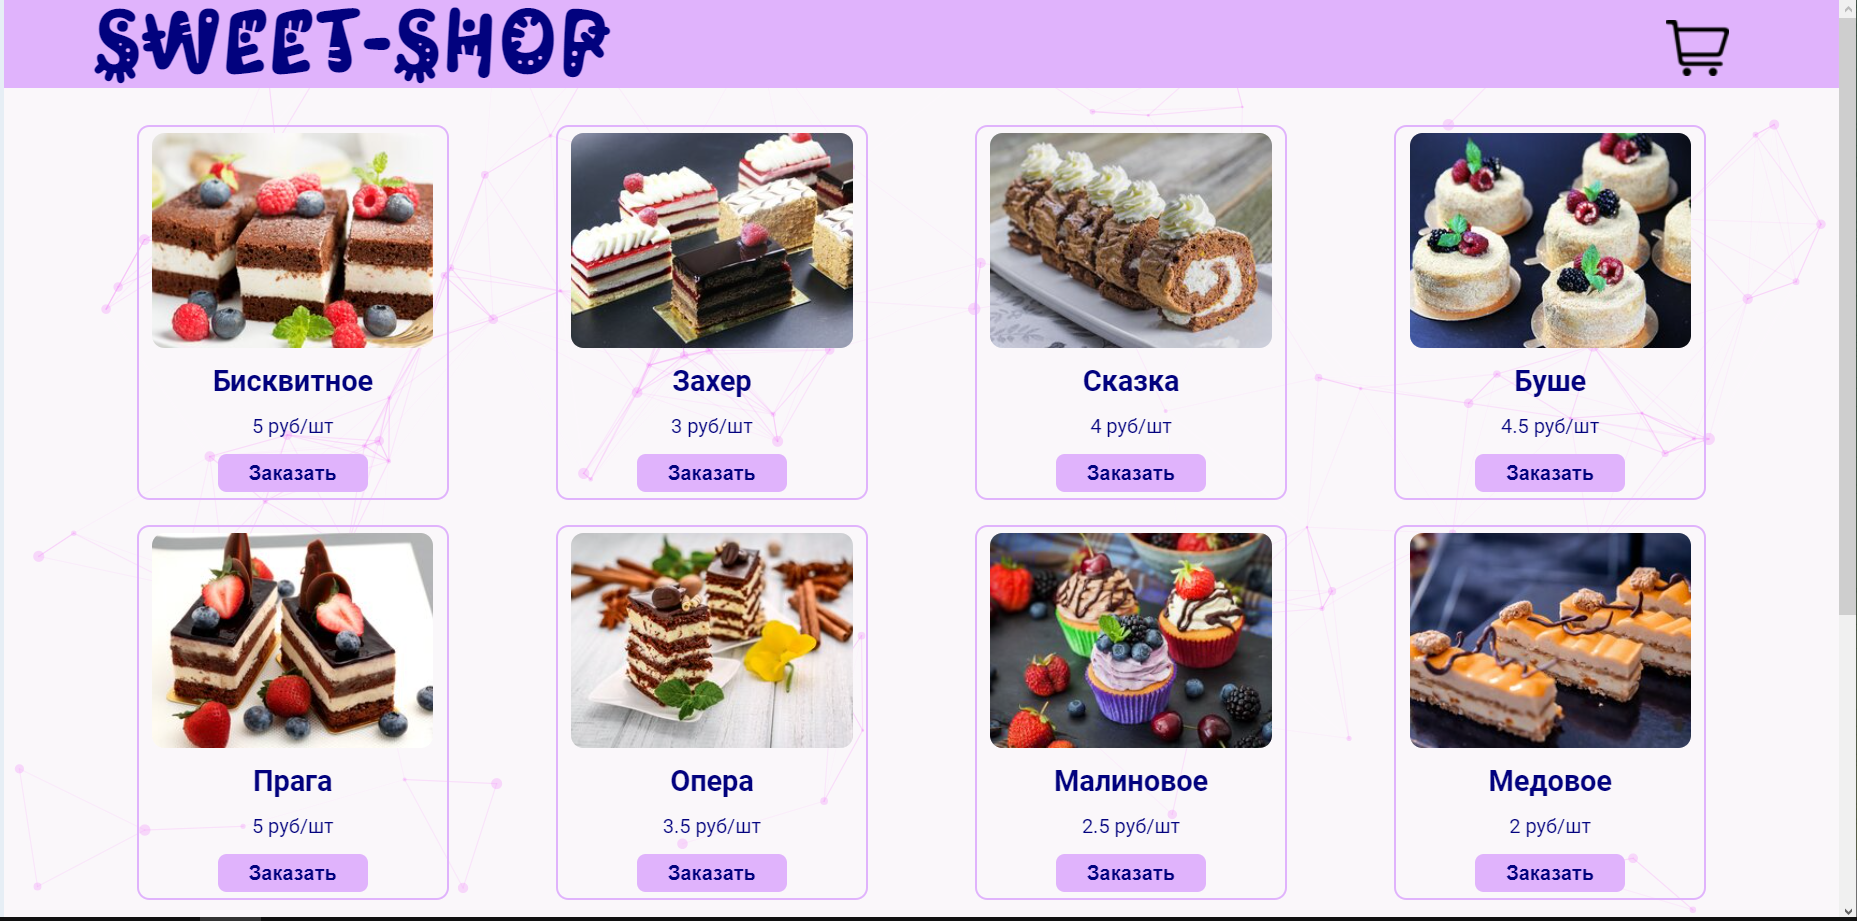 SWEET-SHOP
Бисквитное
5 руб/шт
Заказать
Захер
3 руб/шт
Заказать
Сказка
4 руб/шт
Заказать
Буше
4.5 руб/шт
Заказать
Прага
5 руб/шт
Заказать
Опера
3.5 руб/шт
Заказать
Малиновое
2.5 руб/шт
Заказать
Медовое
2 руб/шт
Заказать